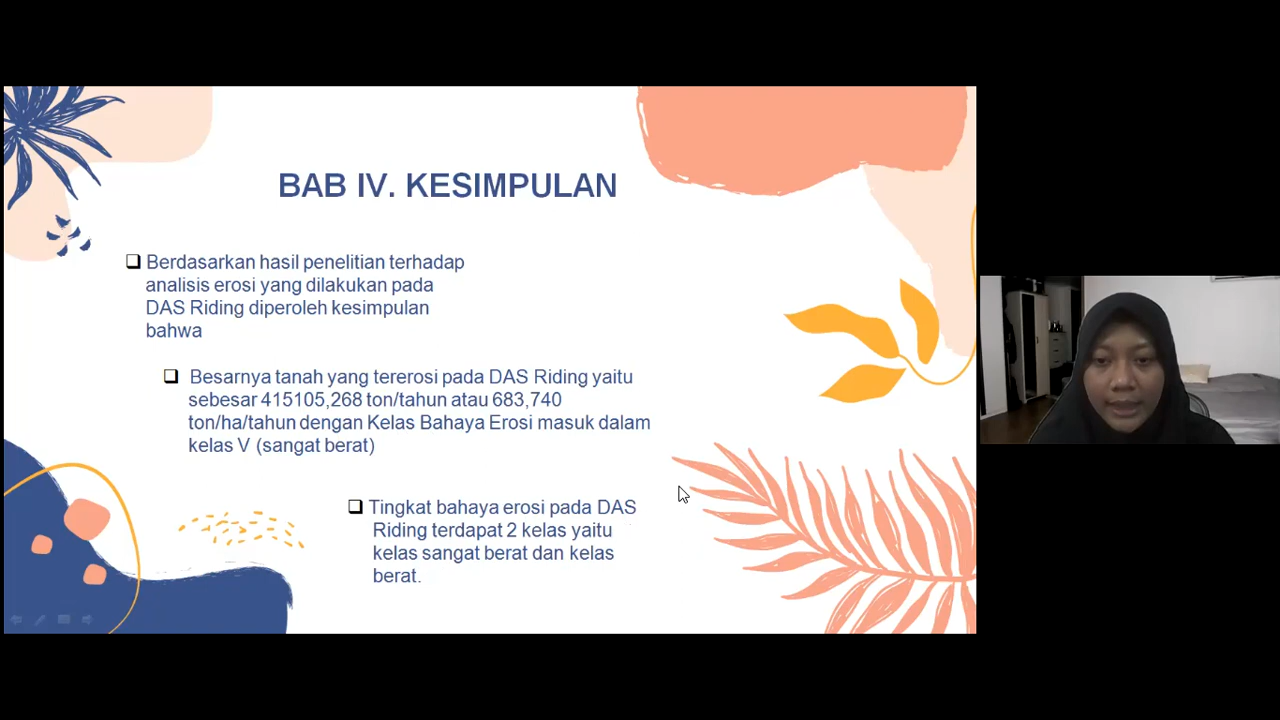 BAB IV. KESIMPULAN
Berdasarkan hasil penelitian terhadap
analisis erosi yang dilakukan pada
DAS Riding diperoleh kesimpulan
bahwa
Besarnya tanah yang tererosi pada DAS Riding yaitu
sebesar 415105,268 ton/tahun atau 683,740
ton/ha/tahun dengan Kelas Bahaya Erosi masuk dalam
kelas V (sangat berat)
Tingkat bahaya erosi pada DAS
Riding terdapat 2 kelas yaitu
kelas sangat berat dan kelas
berat.